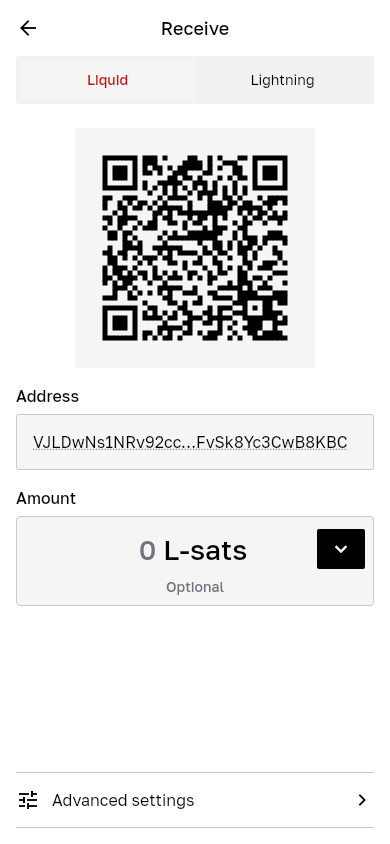 Receive
Liquid
Lightning
Address
VJLDwNs1NRv92cc...FvSk8Yc3CwB8KBC
Amount
0 L-sats
Optional
Advanced settings